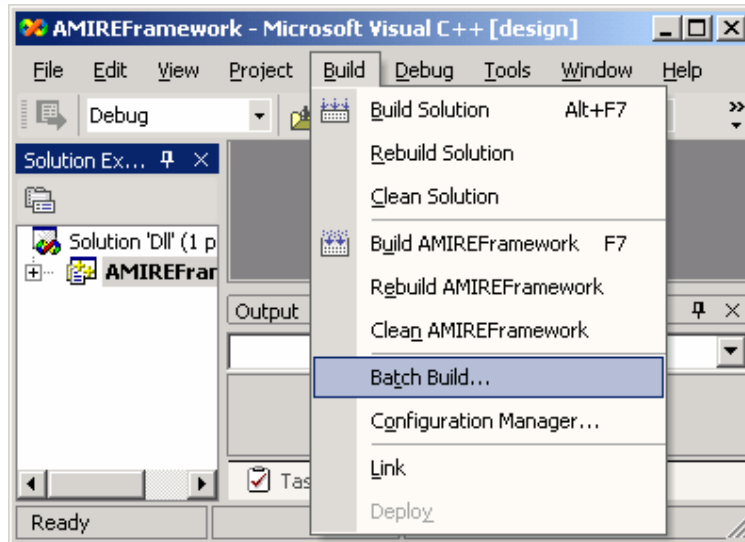 AMIREFramewo rk - Microsoft Visual C++ [design]
File Edit View Project Build Debug Tools Window Help
Debug
Build Solution Alt+F7
Rebuild Solution
Clean Solution
Build AMIREFramework F7
Rebuild AMIREFramework
Clean AMIREFramework
Batch Build...
Configuration Manager...
Link
Deploy
Solution Ex...
Solution 'Dll' (1 p
AMIREFrar
Output
Tas
Ready